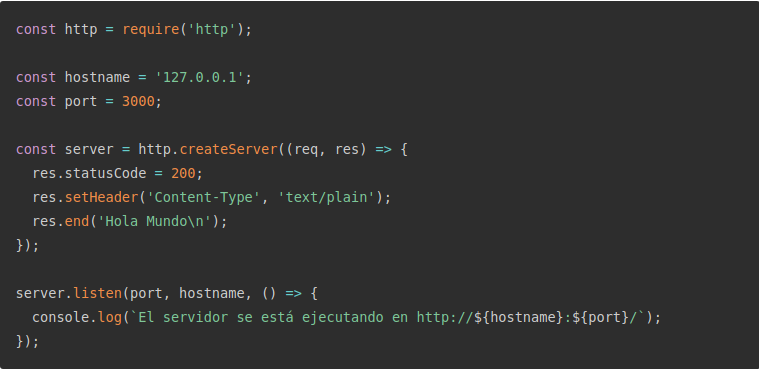 const http = require('http');
const hostname = '127.0.0.1';
const port = 3000;
const server = http.createServer((req, res) => {
  res.statusCode = 200;
  res.setHeader('Content-Type', 'text/plain');
  res.end('Hola Mundo\n');
});
server.listen(port, hostname, () => {
  console.log(`El servidor se está ejecutando en http://${hostname}:${port}/`);
});